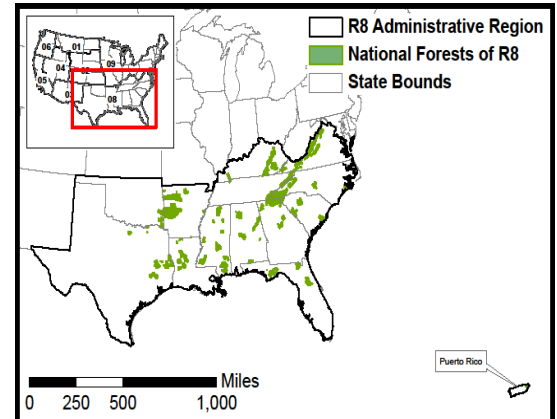 R8 Administrative Region
National Forests of R8
State Bounds
06
01
09
04
02
05
08
Puerto Rico
Miles
0 250 500 1,000